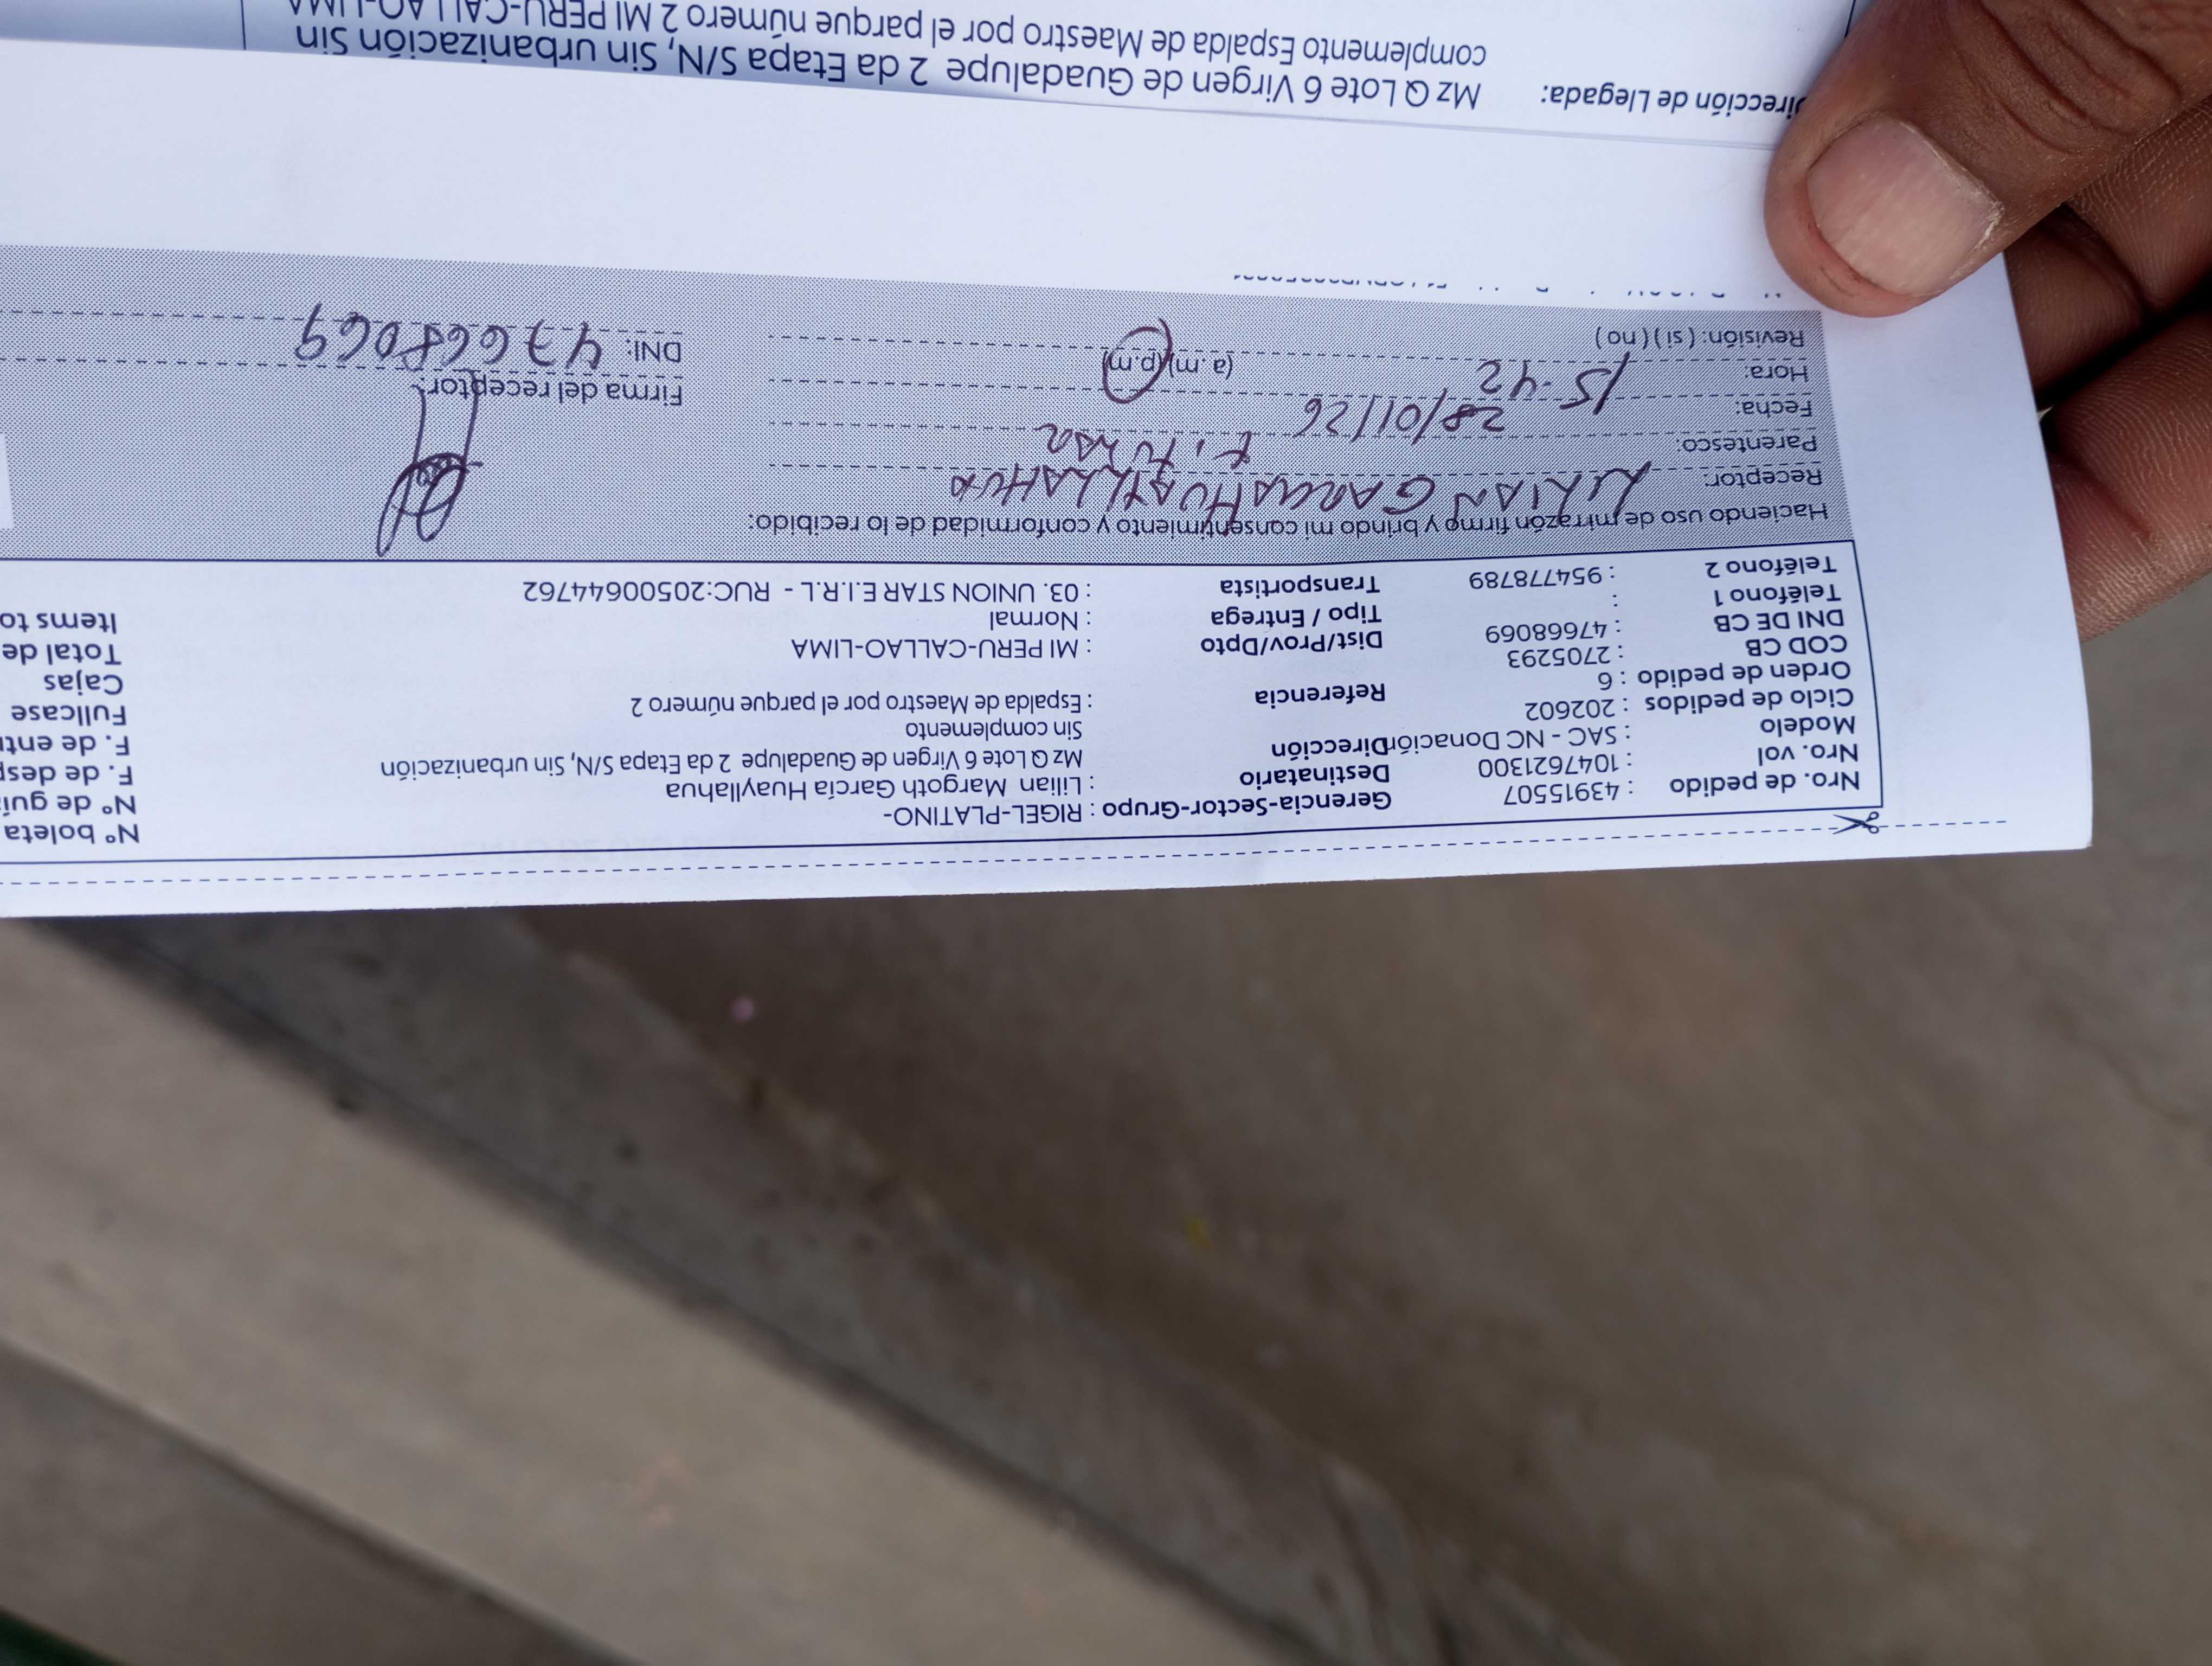 Nº boleta
Nro. de pedido : 43915507 Gerencia-Sector-Grupo : RIGEL-PLATINO- Nº de guí
Nro. vol : 1047621300 Destinatario : Lilian Margoth García Huayllahua F. de desp
Modelo : SAC - NC Donación Dirección Mz Q Lote 6 Virgen de Guadalupe 2 da Etapa S/N, Sin urbanización F. de entr
Ciclo de pedidos : 202602 Sin complemento Fullcase
Orden de pedido : 6 Referencia : Espalda de Maestro por el parque número 2 Cajas
COD CB : 2705293 Total de
DNI DE CB : 47668069 Dist/Prov/Dpto : MI PERU-CALLAO-LIMA Items to
Teléfono 1 : Tipo / Entrega : Normal
Teléfono 2 : 954778789 Transportista : 03. UNION STAR E.I.R.L - RUC:20500644762
Haciendo uso de mi razón firmo y brindo mi consentimiento y conformidad de lo recibido:
Receptor: LILIAN GARCIA HUAYLLAHUA
Parentesco:
Fecha: 28/01/26 Firma del receptor:
Hora: 15-42 (a.m)(p.m) DNI: 47668069
Revisión: (si) (no)
Dirección de Llegada: Mz Q Lote 6 Virgen de Guadalupe 2 da Etapa S/N, Sin urbanización Sin
complemento Espalda de Maestro por el parque número 2 MI PERU-CALLAO-LIMA